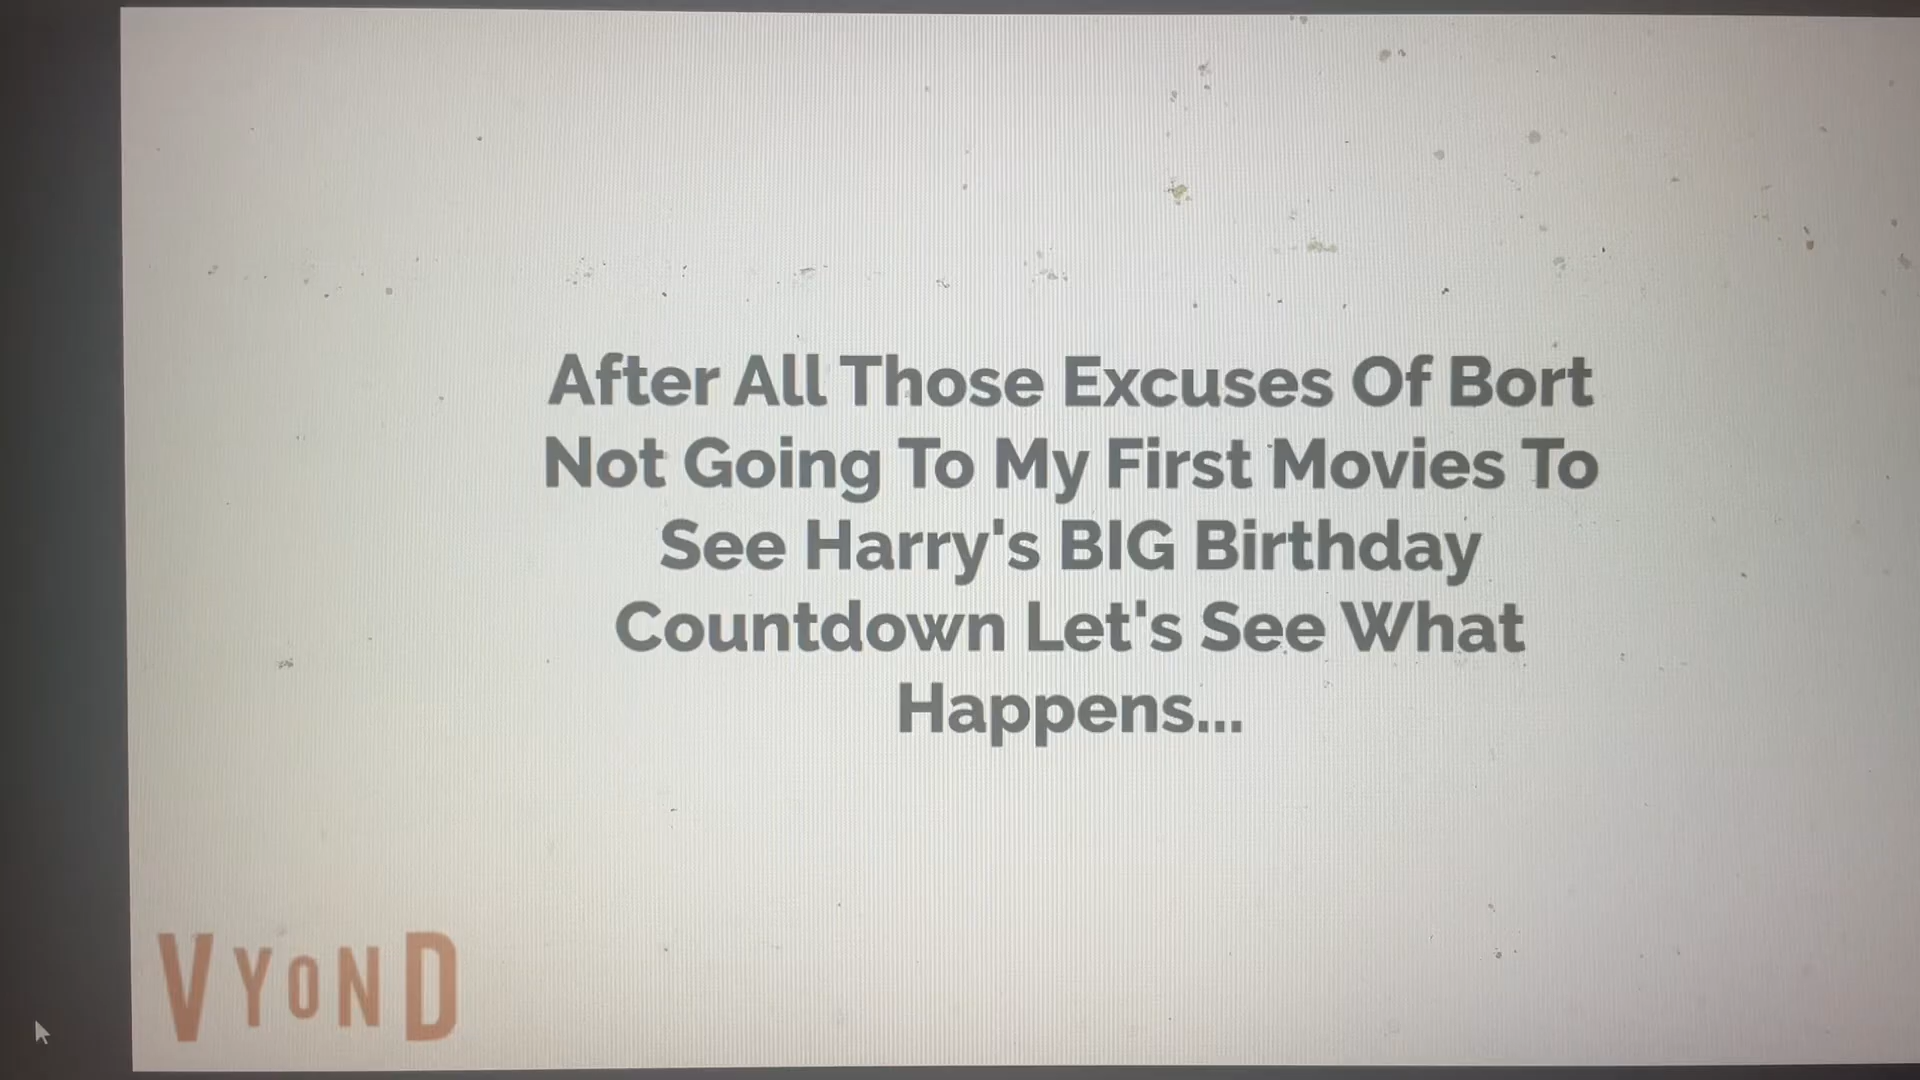 After All Those Excuses Of Bort
Not Going To My First Movies To
See Harry's BIG Birthday
Countdown Let's See What
Happens...
VYOND